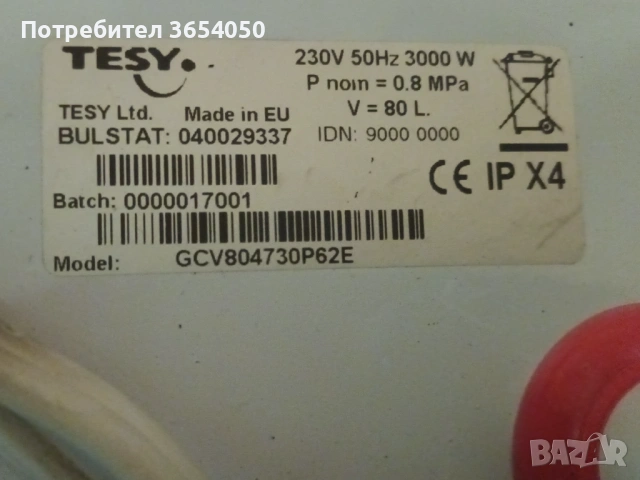 Потребител 3654050
TESY
230V 50Hz 3000 W
P nom = 0.8 MPa
V = 80 L.
TESY Ltd. Made in EU
BULSTAT: 040029337 IDN: 9000 0000
CE IP X4
Batch: 0000017001
Model: GCV804730P62E
BAZAR